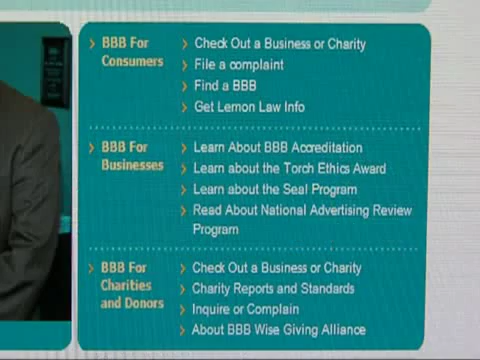 BBB For
Consumers
Check Out a Business or Charity
File a complaint
Find a BBB
Get Lemon Law Info
BBB For
Businesses
Learn About BBB Accreditation
Learn about the Torch Ethics Award
Learn about the Seal Program
Read About National Advertising Review
Program
BBB For
Charities
and Donors
Check Out a Business or Charity
Charity Reports and Standards
Inquire or Complain
About BBB Wise Giving Alliance